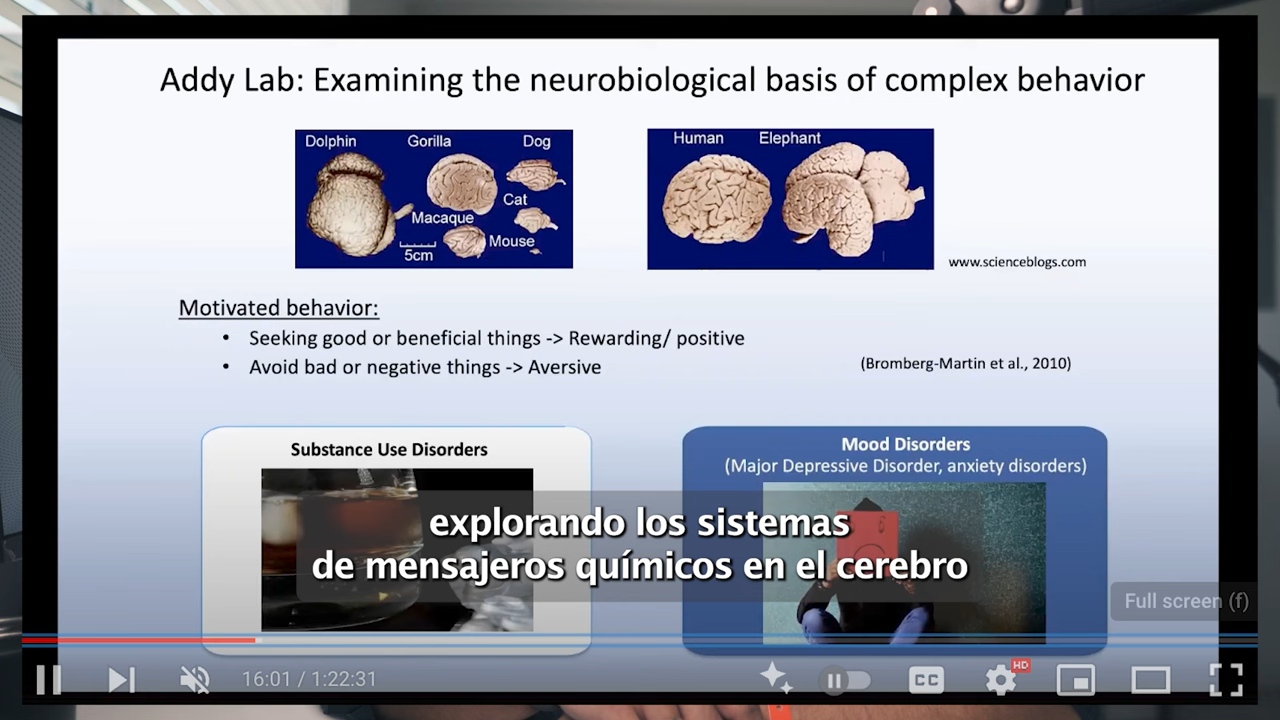 Addy Lab: Examining the neurobiological basis of complex behavior
Dolphin Gorilla Dog
Cat
Macaque
Mouse
5cm
Human Elephant
www.scienceblogs.com
Motivated behavior:
• Seeking good or beneficial things -> Rewarding/ positive
• Avoid bad or negative things -> Aversive
(Bromberg-Martin et al., 2010)
Substance Use Disorders
Mood Disorders
(Major Depressive Disorder, anxiety disorders)
explorando los sistemas
de mensajeros químicos en el cerebro
Full screen (f)
16:01 / 1:22:31
CC
HD